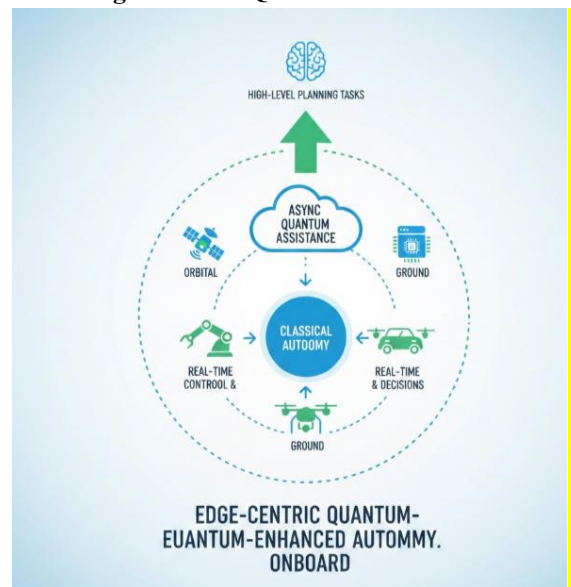 HIGH-LEVEL PLANNING TASKS
ASYNC
QUANTUM
ASSISTANCE
ORBITAL
GROUND
CLASSICAL
AUTOOMY
REAL-TIME
CONTROOL &
REAL-TIME
& DECISIONS
GROUND
EDGE-CENTRIC QUANTUM-
EUANTUM-ENHANCED AUTOMMY.
ONBOARD